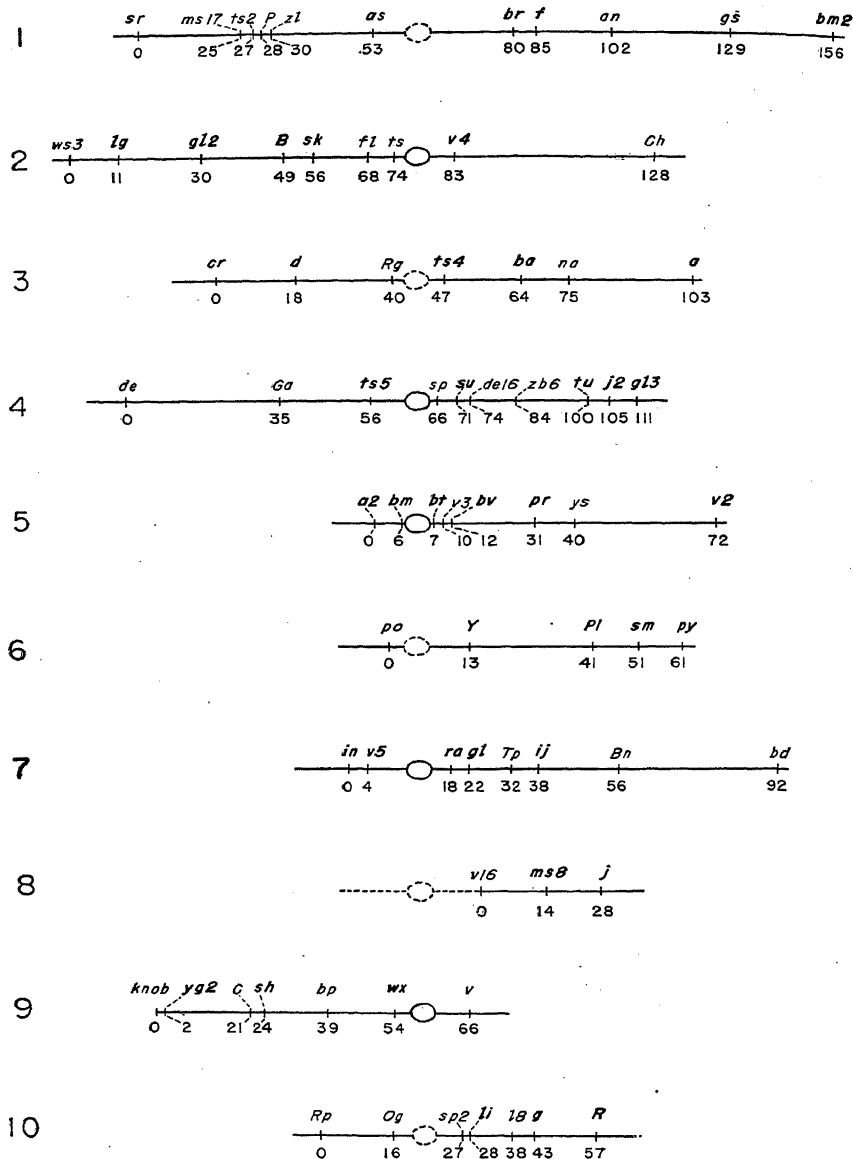 1
sr ms17 ts2 P zl as br f an gš bm2
0 25 27 28 30 53 80 85 102 129 156
2
ws3 lg gl2 B sk fl ts v4 Ch
0 11 30 49 56 68 74 83 128
3
cr d Rg ts4 ba na a
0 18 40 47 64 75 103
4
de Ga ts5 sp su de16 zb6 tu j2 gl3
0 35 56 66 71 74 84 100 105 111
5
a2 bm bt v3 bv pr ys v2
0 6 7 10 12 31 40 72
6
po Y Pl sm py
0 13 41 51 61
7
in v5 ra gl Tp ij Bn bd
0 4 18 22 32 38 56 92
8
v16 ms8 j
0 14 28
9
knob yg2 C sh bp wx v
0 2 21 24 39 54 66
10
Rp Og sp2 li l8 g R
0 16 27 28 38 43 57